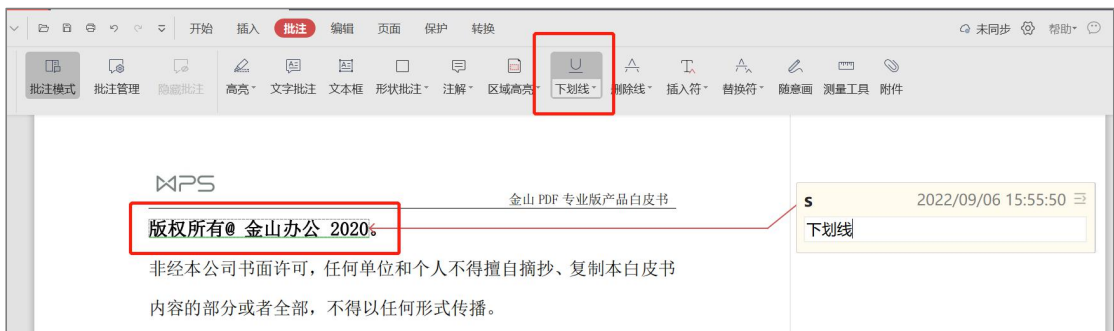 开始 插入 批注 编辑 页面 保护 转换 未同步 帮助
批注模式 批注管理 隐藏批注 高亮 文字批注 文本框 形状批注 注解 区域高亮 下划线 删除线 插入符 替换符 随意画 测量工具 附件
WPS
金山 PDF 专业版产品白皮书
s 2022/09/06 15:55:50
下划线
版权所有@ 金山办公 2020。
非经本公司书面许可，任何单位和个人不得擅自摘抄、复制本白皮书
内容的部分或者全部，不得以任何形式传播。